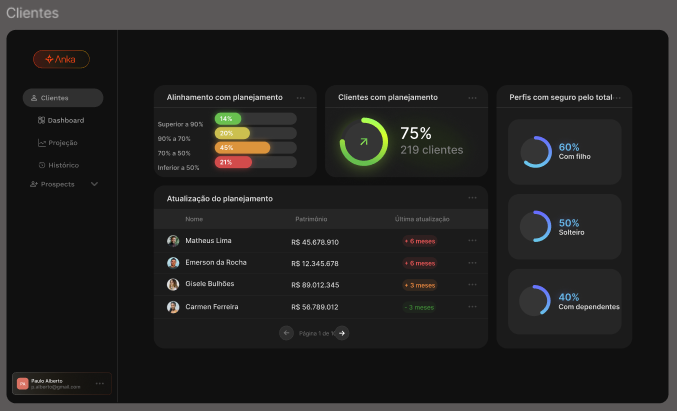 Clientes
Anka
Clientes
Dashboard
Projeção
Histórico
Prospects
Paulo Alberto
p.alberto@gmail.com
Alinhamento com planejamento
Superior a 90%
14%
90% a 70%
20%
70% a 50%
45%
Inferior a 50%
21%
Clientes com planejamento
75%
219 clientes
Atualização do planejamento
Nome Patrimônio Última atualização
Matheus Lima R$ 45.678.910 + 6 meses
Emerson da Rocha R$ 12.345.678 + 6 meses
Gisele Bulhões R$ 89.012.345 + 3 meses
Carmen Ferreira R$ 56.789.012 - 3 meses
Página 1 de 10
Perfis com seguro pelo total
60%
Com filho
50%
Solteiro
40%
Com dependentes